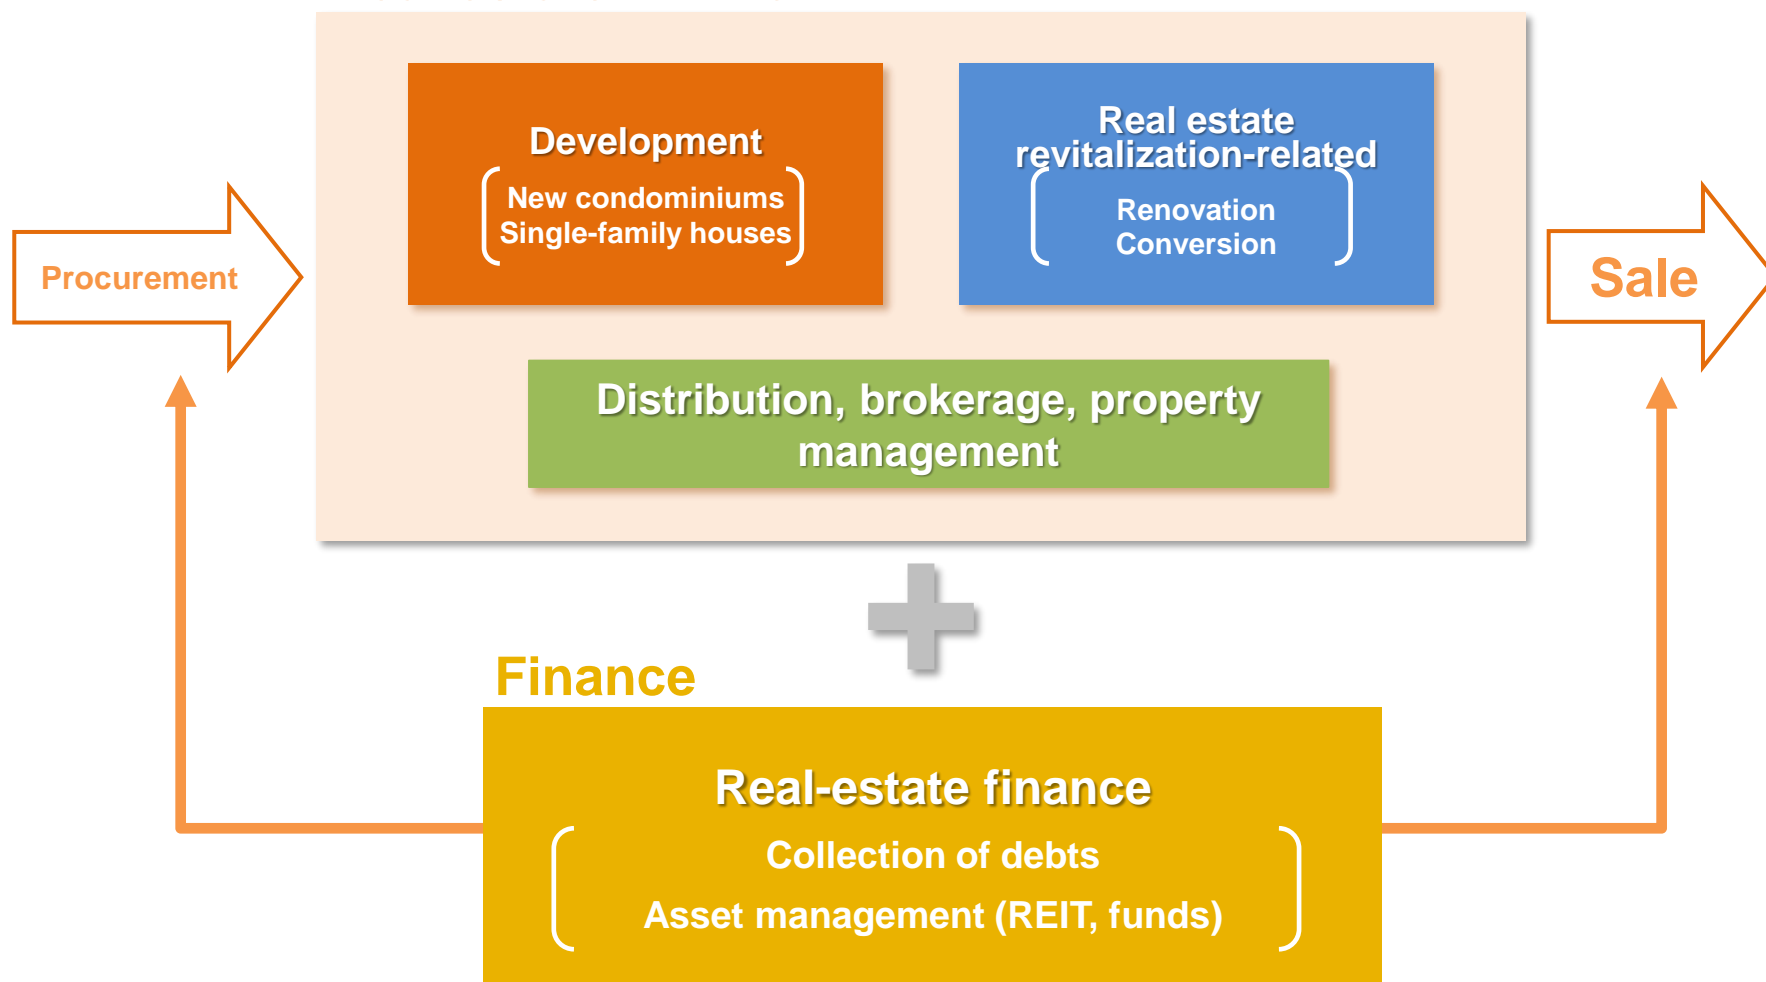 Development
New condominiums
Single-family houses
Real estate
revitalization-related
Renovation
Conversion
Procurement
Sale
Distribution, brokerage, property
management
Finance
Real-estate finance
Collection of debts
Asset management (REIT, funds)